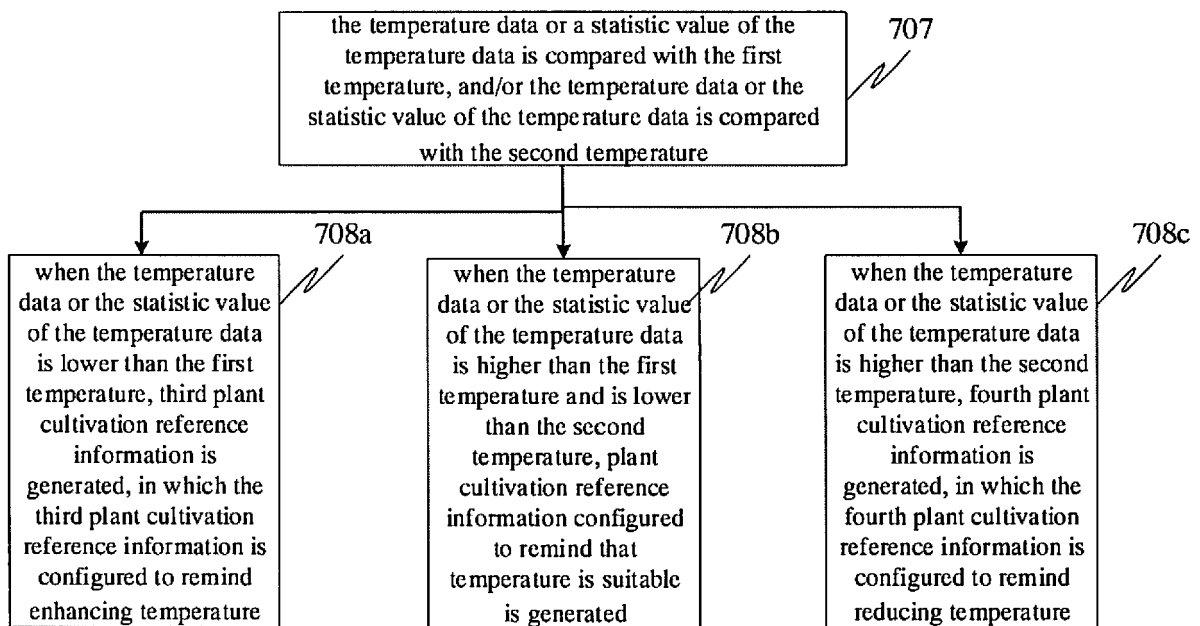 the temperature data or a statistic value of the
temperature data is compared with the first
temperature, and/or the temperature data or the
statistic value of the temperature data is compared
with the second temperature
707
708a
when the temperature
data or the statistic value
of the temperature data
is lower than the first
temperature, third plant
cultivation reference
information is
generated, in which the
third plant cultivation
reference information is
configured to remind
enhancing temperature
708b
when the temperature
data or the statistic value
of the temperature data
is higher than the first
temperature and is lower
than the second
temperature, plant
cultivation reference
information configured
to remind that
temperature is suitable
is generated
708c
when the temperature
data or the statistic value
of the temperature data
is higher than the second
temperature, fourth plant
cultivation reference
information is
generated, in which the
fourth plant cultivation
reference information is
configured to remind
reducing temperature